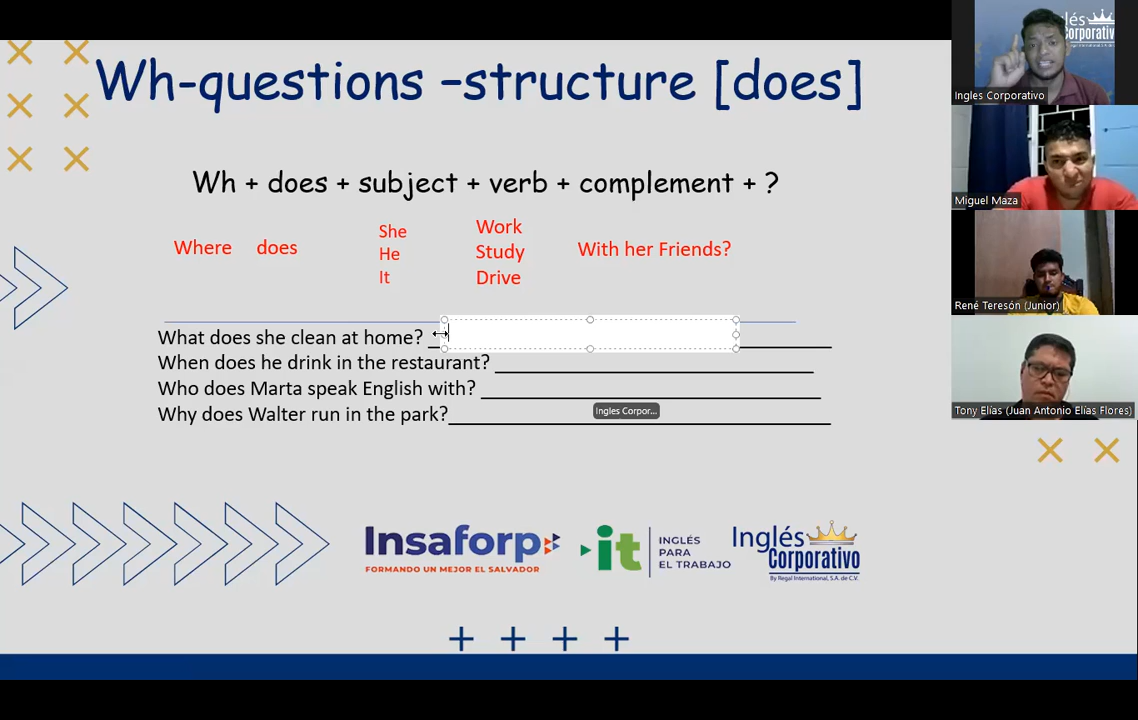 Wh-questions –structure [does]
Wh + does + subject + verb + complement + ?
Where does
She
He
It
Work
Study
Drive
With her Friends?
What does she clean at home?
When does he drink in the restaurant?
Who does Marta speak English with?
Why does Walter run in the park?
Ingles Corpor...
Insaforp
FORMANDO UN MEJOR EL SALVADOR
it
INGLÉS
PARA
EL TRABAJO
Inglés
Corporativo
By Regal International, S.A. de C.V.
Ingles Corporativo
Miguel Maza
René Teresón (Junior)
Tony Elías (Juan Antonio Elías Flores)